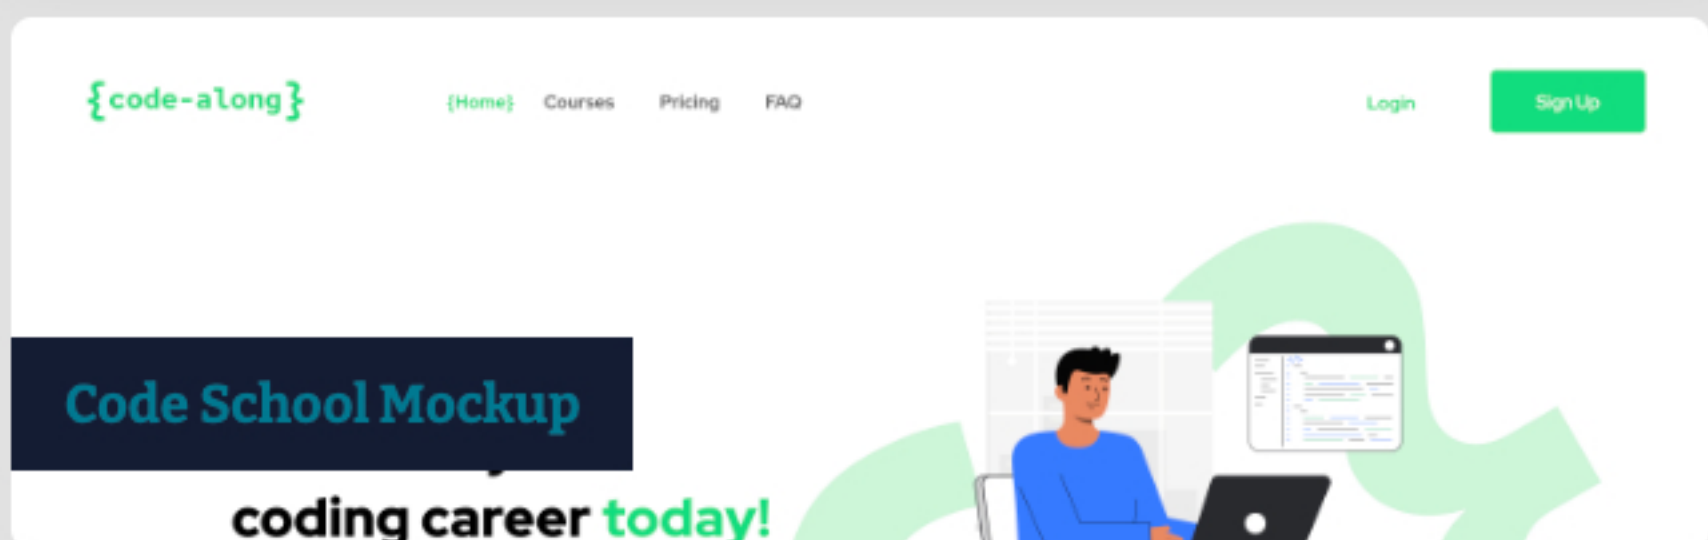 {code-along} {Home} Courses Pricing FAQ Login Sign Up
Code School Mockup
coding career today!